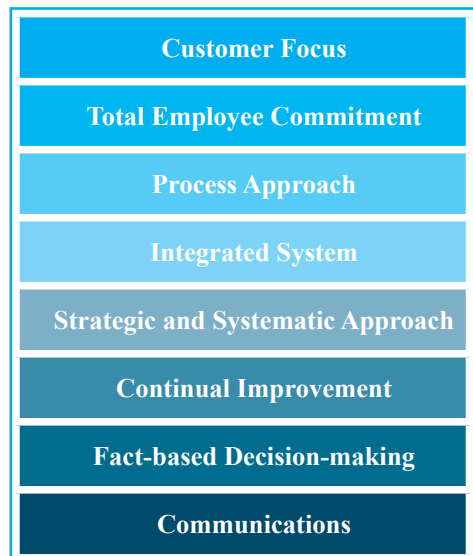 Customer Focus
Total Employee Commitment
Process Approach
Integrated System
Strategic and Systematic Approach
Continual Improvement
Fact-based Decision-making
Communications